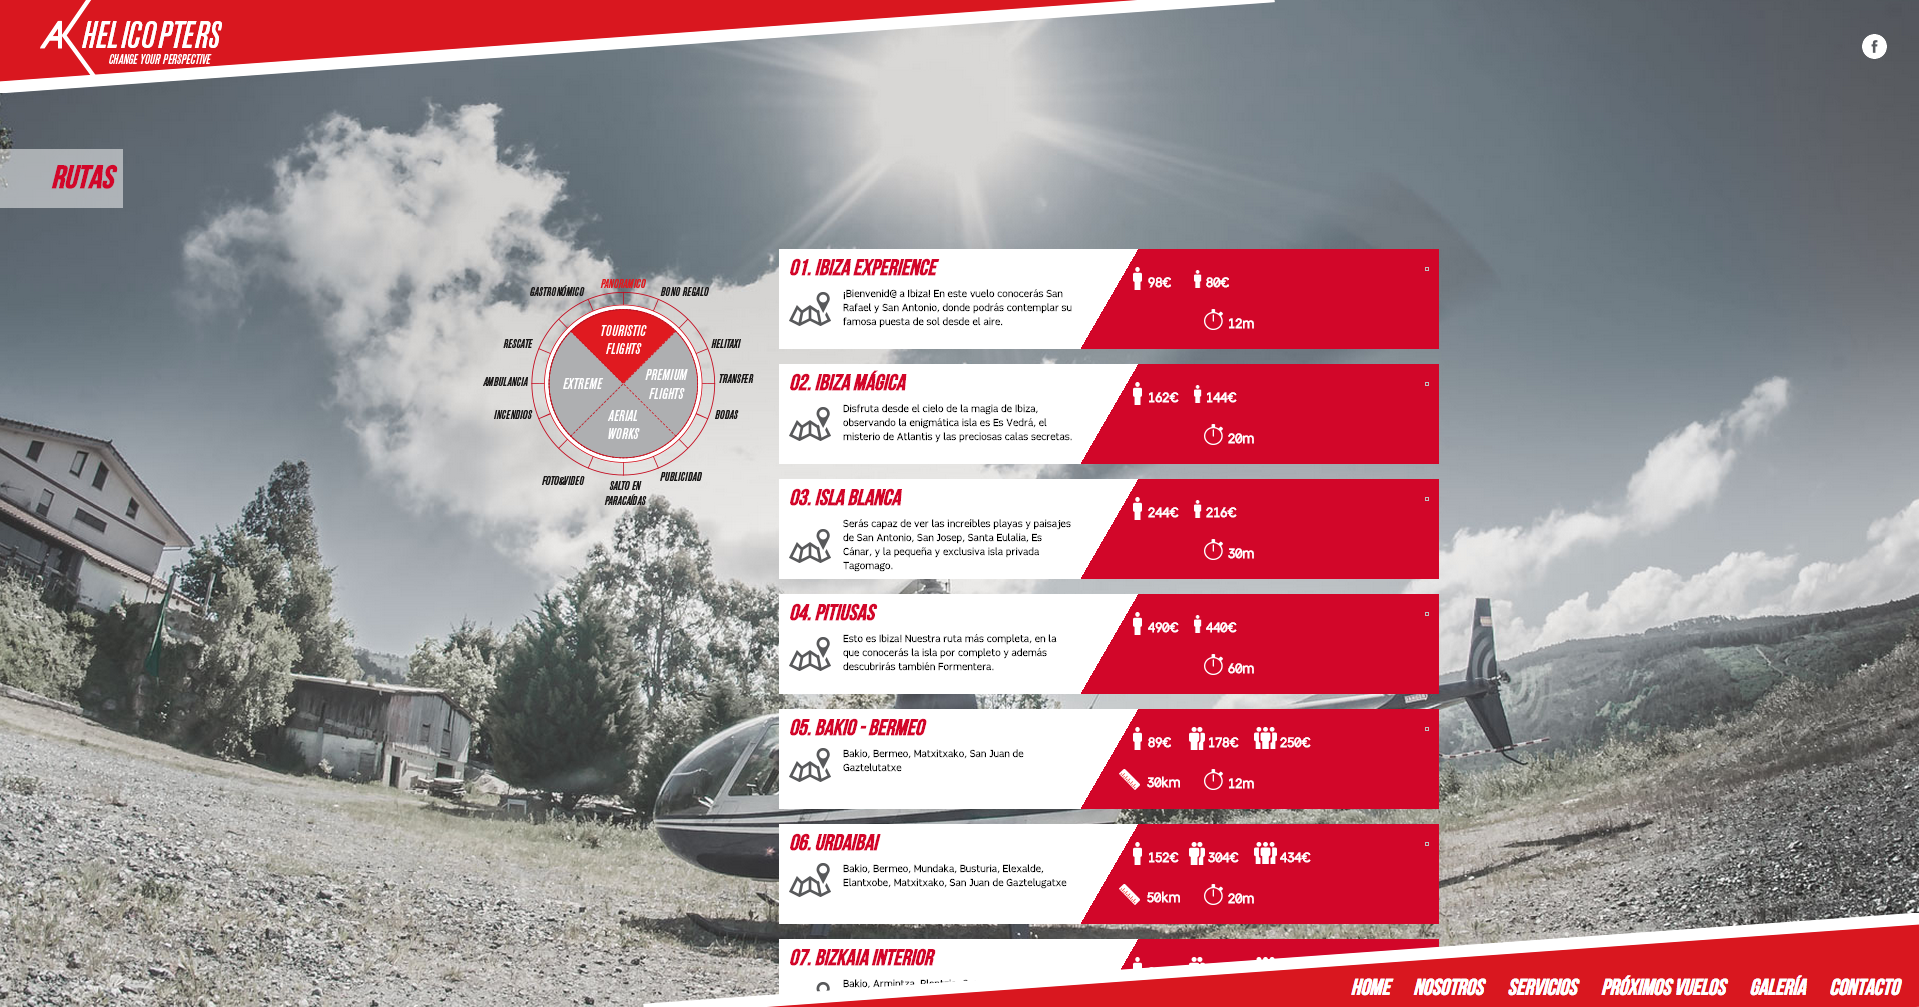 AK HELICOPTERS
CHANGE YOUR PERSPECTIVE
f
RUTAS
PANORAMICO
GASTRONÓMICO
BONO REGALO
RESCATE
HELITAXI
AMBULANCIA
TRANSFER
INCENDIOS
BODAS
FOTO&VIDEO
SALTO EN
PARACAÍDAS
PUBLICIDAD
TOURISTIC
FLIGHTS
EXTREME
PREMIUM
FLIGHTS
AERIAL
WORKS
01. IBIZA EXPERIENCE
¡Bienvenid@ a Ibiza! En este vuelo conocerás San
Rafael y San Antonio, donde podrás contemplar su
famosa puesta de sol desde el aire.
98€ 80€
12m
02. IBIZA MÁGICA
Disfruta desde el cielo de la magia de Ibiza,
observando la enigmática isla es Es Vedrá, el
misterio de Atlantis y las preciosas calas secretas.
162€ 144€
20m
03. ISLA BLANCA
Serás capaz de ver las increíbles playas y paisajes
de San Antonio, San Josep, Santa Eulalia, Es
Cánar, y la pequeña y exclusiva isla privada
Tagomago.
244€ 216€
30m
04. PITIUSAS
Esto es Ibiza! Nuestra ruta más completa, en la
que conocerás la isla por completo y además
descubrirás también Formentera.
490€ 440€
60m
05. BAKIO - BERMEO
Bakio, Bermeo, Matxitxako, San Juan de
Gaztelutatxe
89€ 178€ 250€
30km 12m
06. URDAIBAI
Bakio, Bermeo, Mundaka, Busturia, Elexalde,
Elantxobe, Matxitxako, San Juan de Gaztelugatxe
152€ 304€ 434€
50km 20m
07. BIZKAIA INTERIOR
Bakio, Armintza,
HOME NOSOTROS SERVICIOS PRÓXIMOS VUELOS GALERÍA CONTACTO